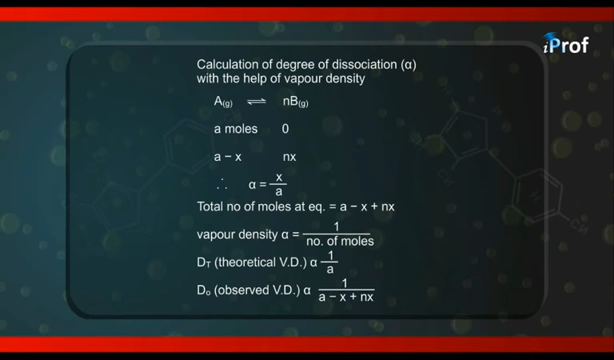 iProf
Calculation of degree of dissociation (α)
with the help of vapour density
A(g) ⇌ nB(g)
a moles 0
a − x nx
∴ α = x/a
Total no of moles at eq. = a − x + nx
vapour density α = 1/no. of moles
DT (theoretical V.D.) α 1/a
Do (observed V.D.) α 1/a − x + nx